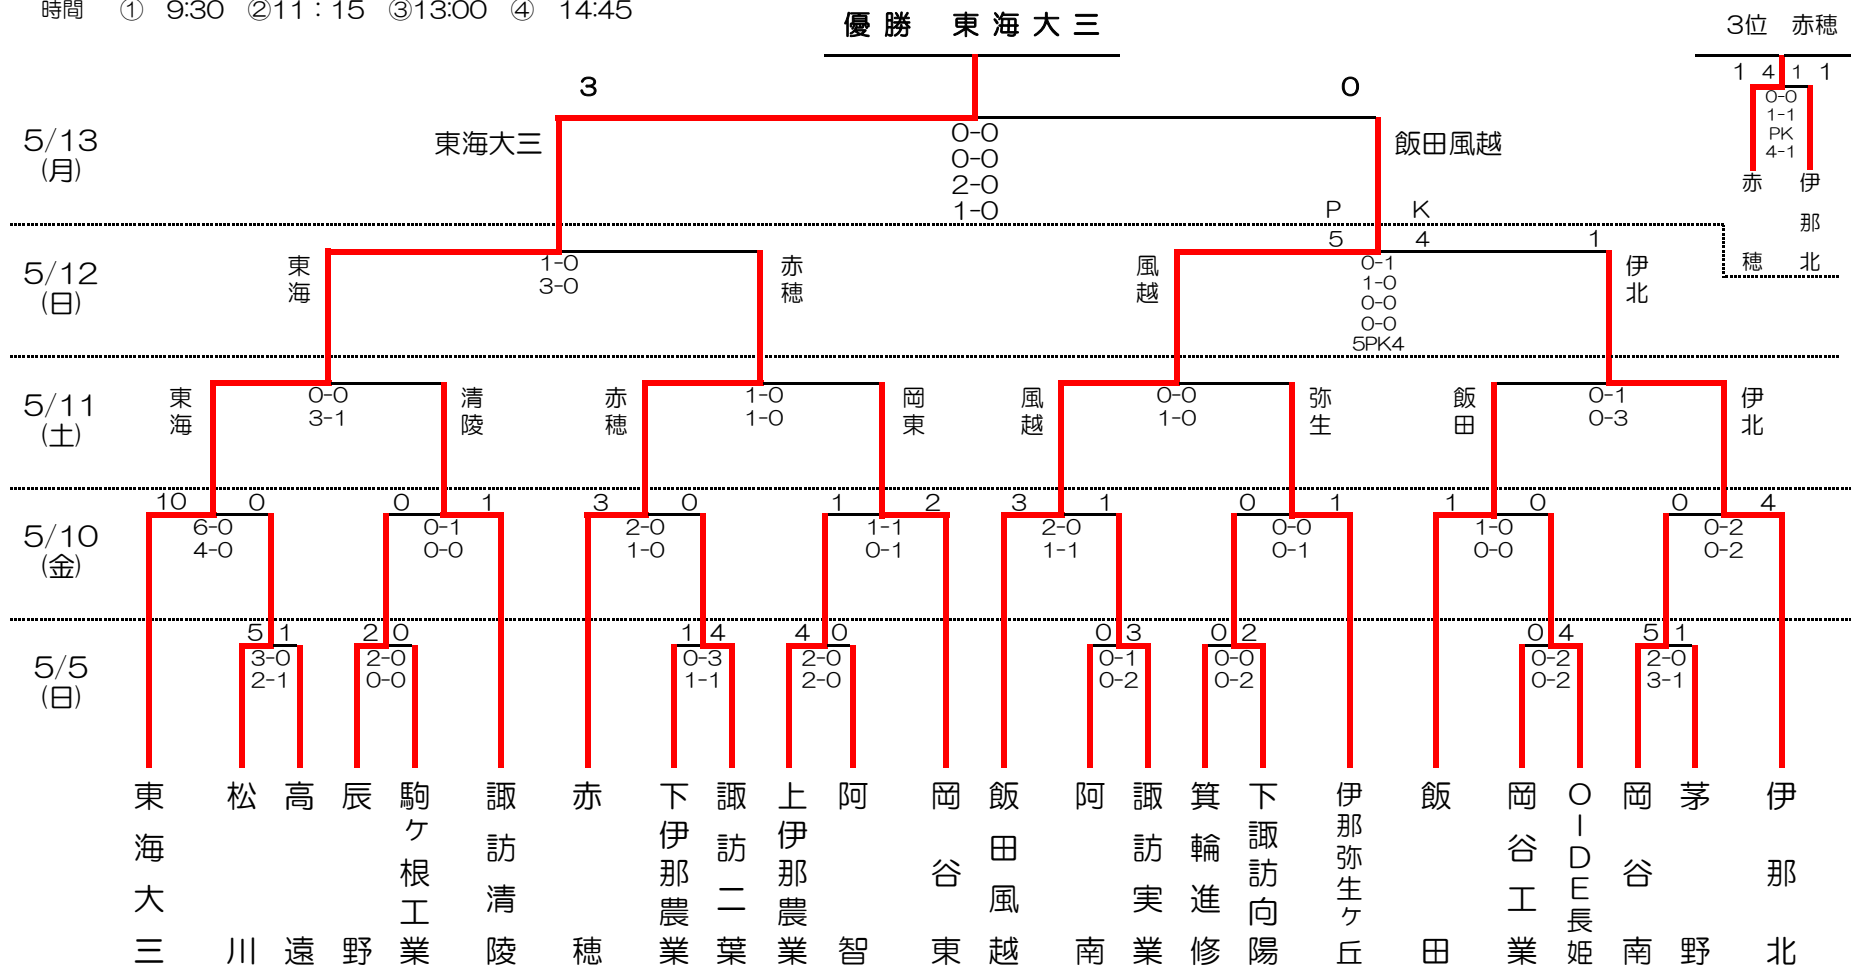 時間 ① 9:30 ②11：15 ③13:00 ④ 14:45
優勝 東海大三
3位 赤穂
1 4 1 1
0-0
1-1
PK
4-1
赤穂
伊那北
3 0
5/13
(月)
東海大三
飯田風越
0-0
0-0
2-0
1-0
P K
5 4 1
5/12
(日)
東海
1-0
3-0
赤穂
風越
0-1
1-0
0-0
0-0
5PK4
伊北
5/11
(土)
東海
0-0
3-1
清陵
赤穂
1-0
1-0
岡東
風越
0-0
1-0
弥生
飯田
0-1
0-3
伊北
5/10
(金)
10 0
6-0
4-0
0 1
0-1
0-0
3 0
2-0
1-0
1 2
1-1
0-1
3 1
2-0
1-1
0 1
0-0
0-1
1 0
1-0
0-0
0 4
0-2
0-2
5/5
(日)
5 1
3-0
2-1
2 0
2-0
0-0
1 4
0-3
1-1
4 0
2-0
2-0
0 3
0-1
0-2
0 2
0-0
0-2
0 4
0-2
0-2
5 1
2-0
3-1
東海大三
松川
高遠
辰野
駒ケ根工業
諏訪清陵
赤穂
下伊那農業
諏訪二葉
上伊那農業
阿智
岡谷東
飯田風越
阿南
諏訪実業
箕輪進修
下諏訪向陽
伊那弥生ケ丘
飯田
岡谷工業
OIDE長姫
岡谷南
茅野
伊那北